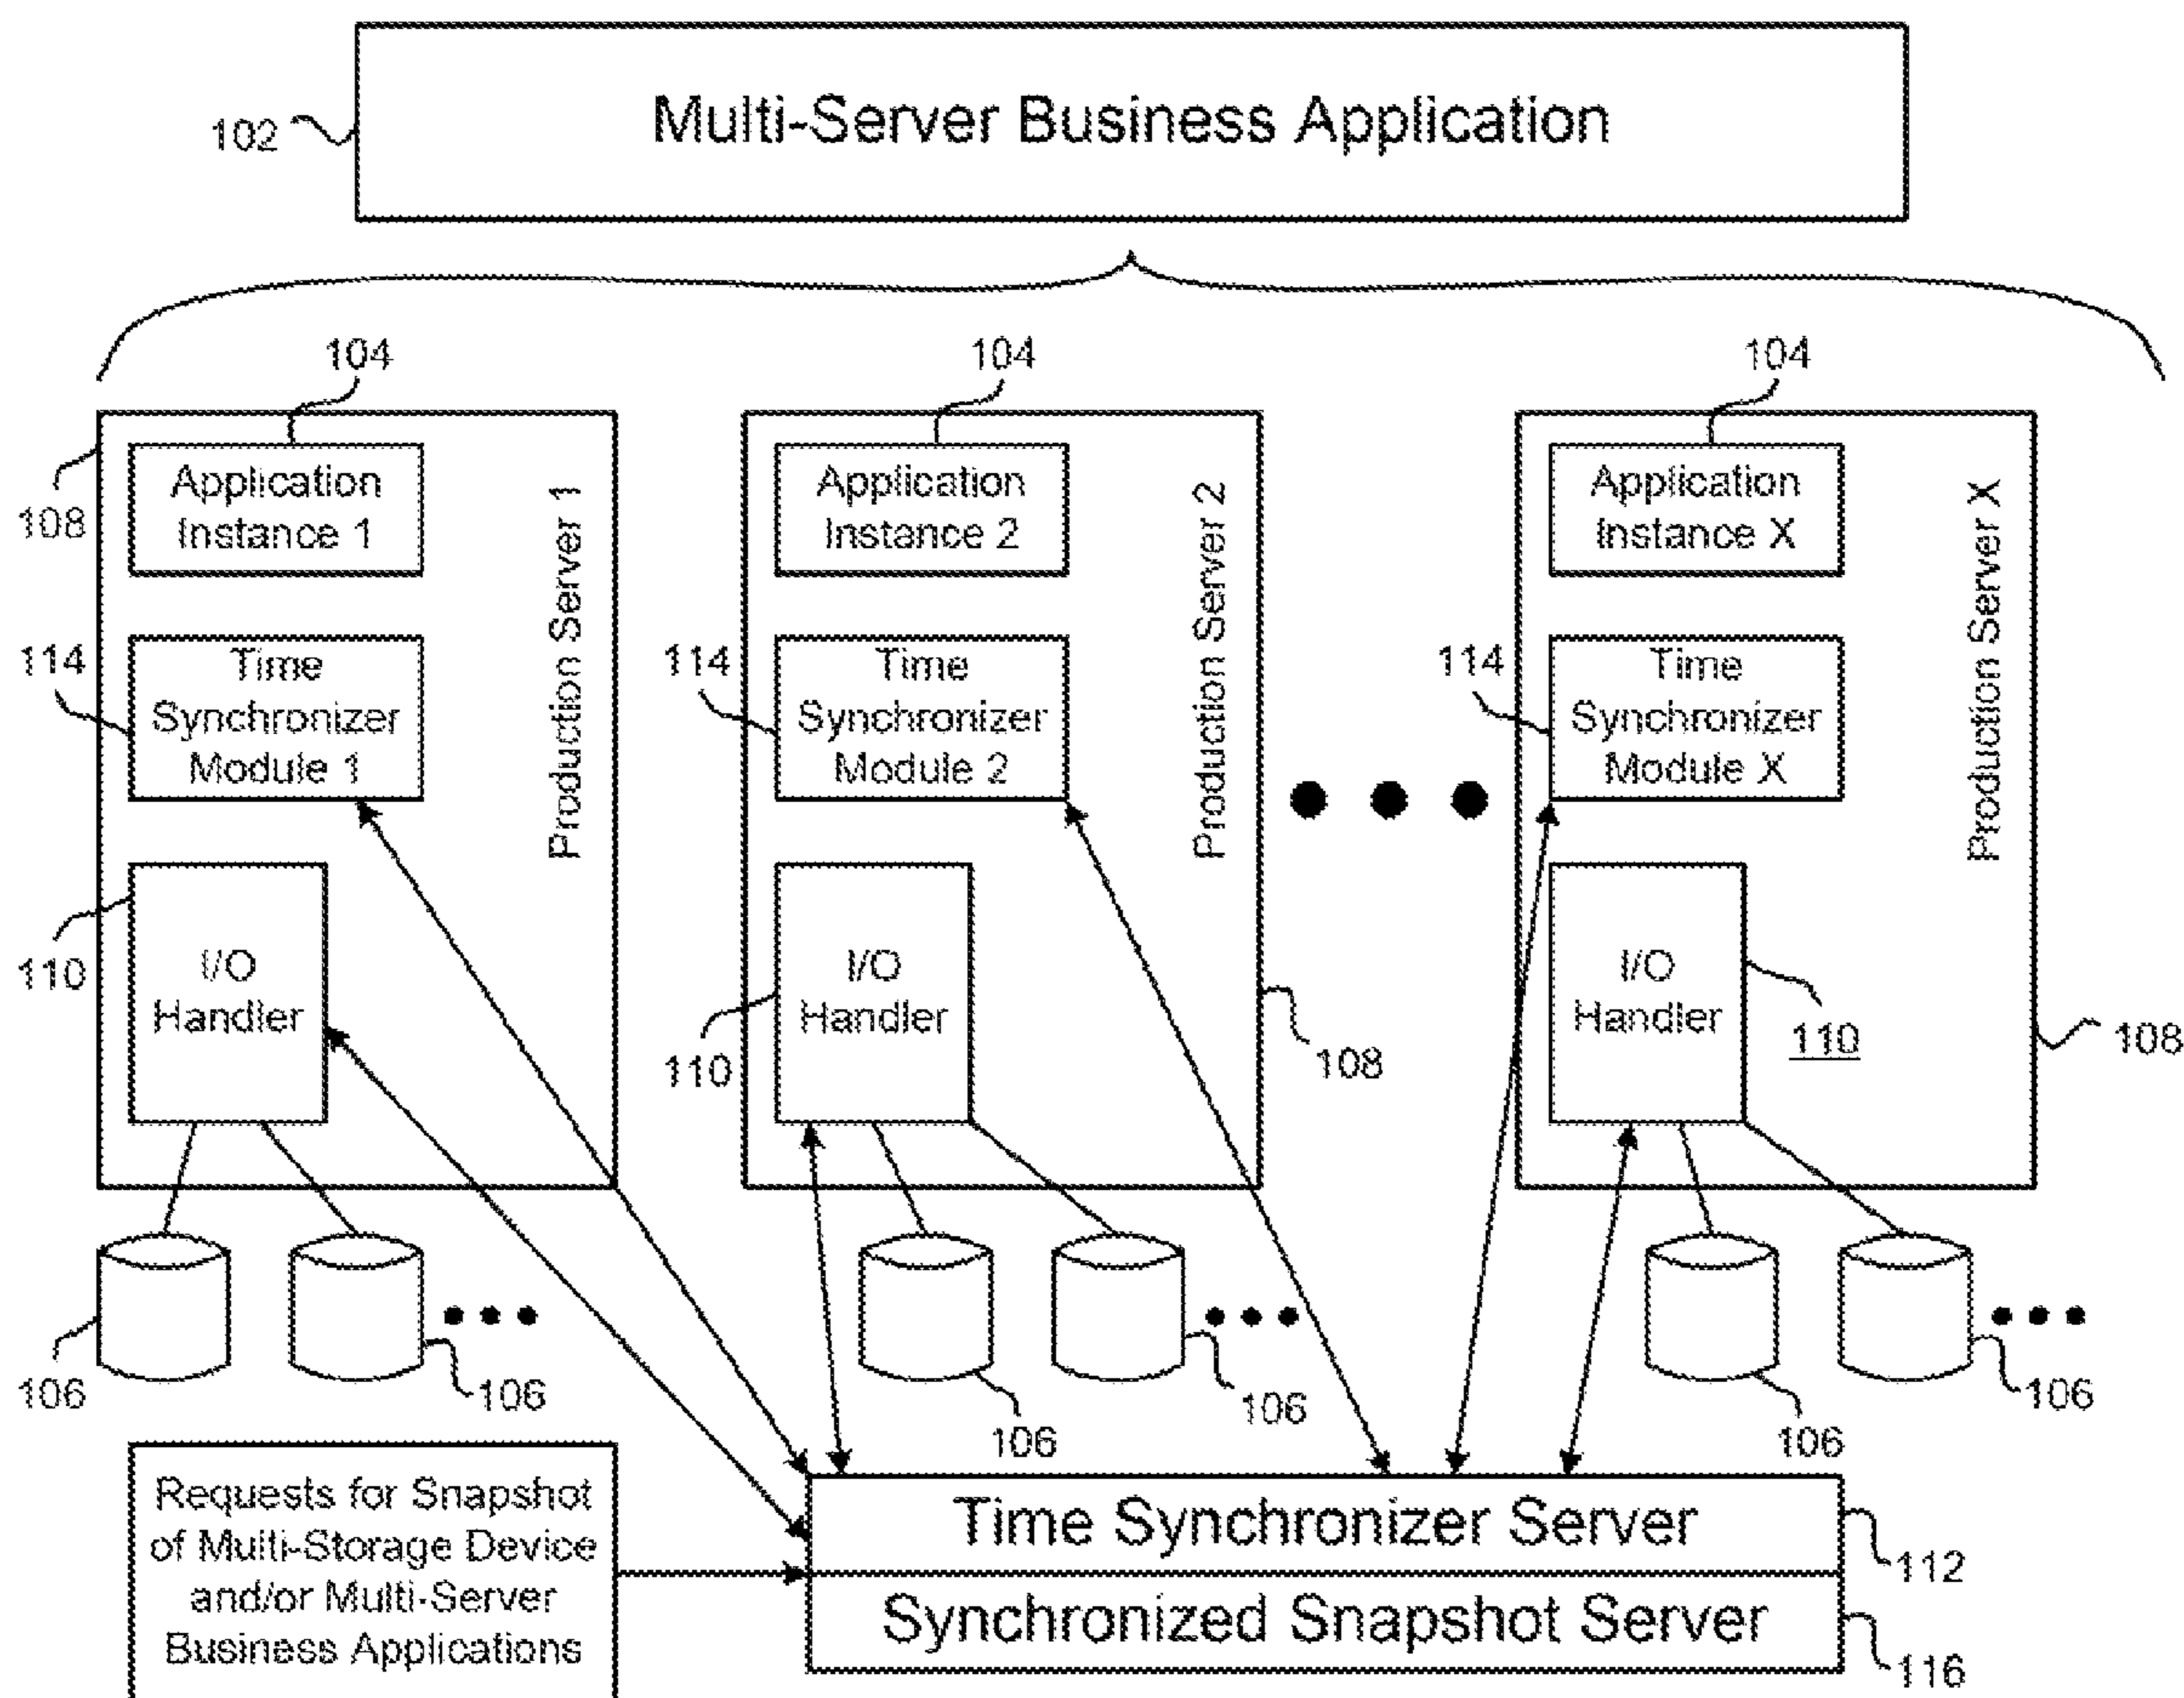 Multi-Server Business Application
102
104
104
104
Application
Instance 1
Application
Instance 2
Application
Instance X
108
Production Server 1
Production Server 2
Production Server X
114
Time
Synchronizer
Module 1
114
Time
Synchronizer
Module 2
114
Time
Synchronizer
Module X
110
I/O
Handler
110
I/O
Handler
108
I/O
Handler
110
108
106
106
106
106
106
106
Requests for Snapshot
of Multi-Storage Device
and/or Multi-Server
Business Applications
Time Synchronizer Server
112
Synchronized Snapshot Server
116